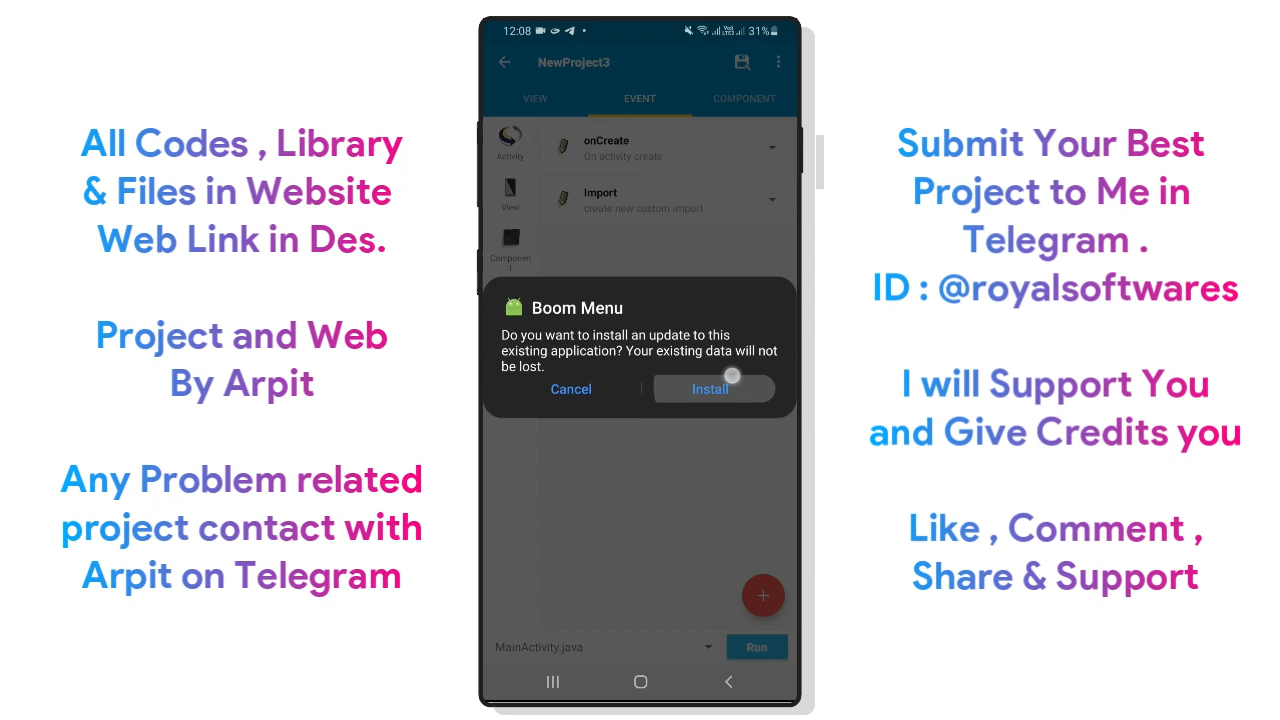 All Codes , Library
& Files in Website
Web Link in Des.
Project and Web
By Arpit
Any Problem related
project contact with
Arpit on Telegram
12:08
31%
NewProject3
VIEW
EVENT
COMPONENT
Activity
onCreate
On activity create
View
Import
create new custom import
Componen
t
Boom Menu
Do you want to install an update to this
existing application? Your existing data will not
be lost.
Cancel
Install
MainActivity.java
Run
Submit Your Best
Project to Me in
Telegram .
ID : @royalsoftwares
I will Support You
and Give Credits you
Like , Comment ,
Share & Support